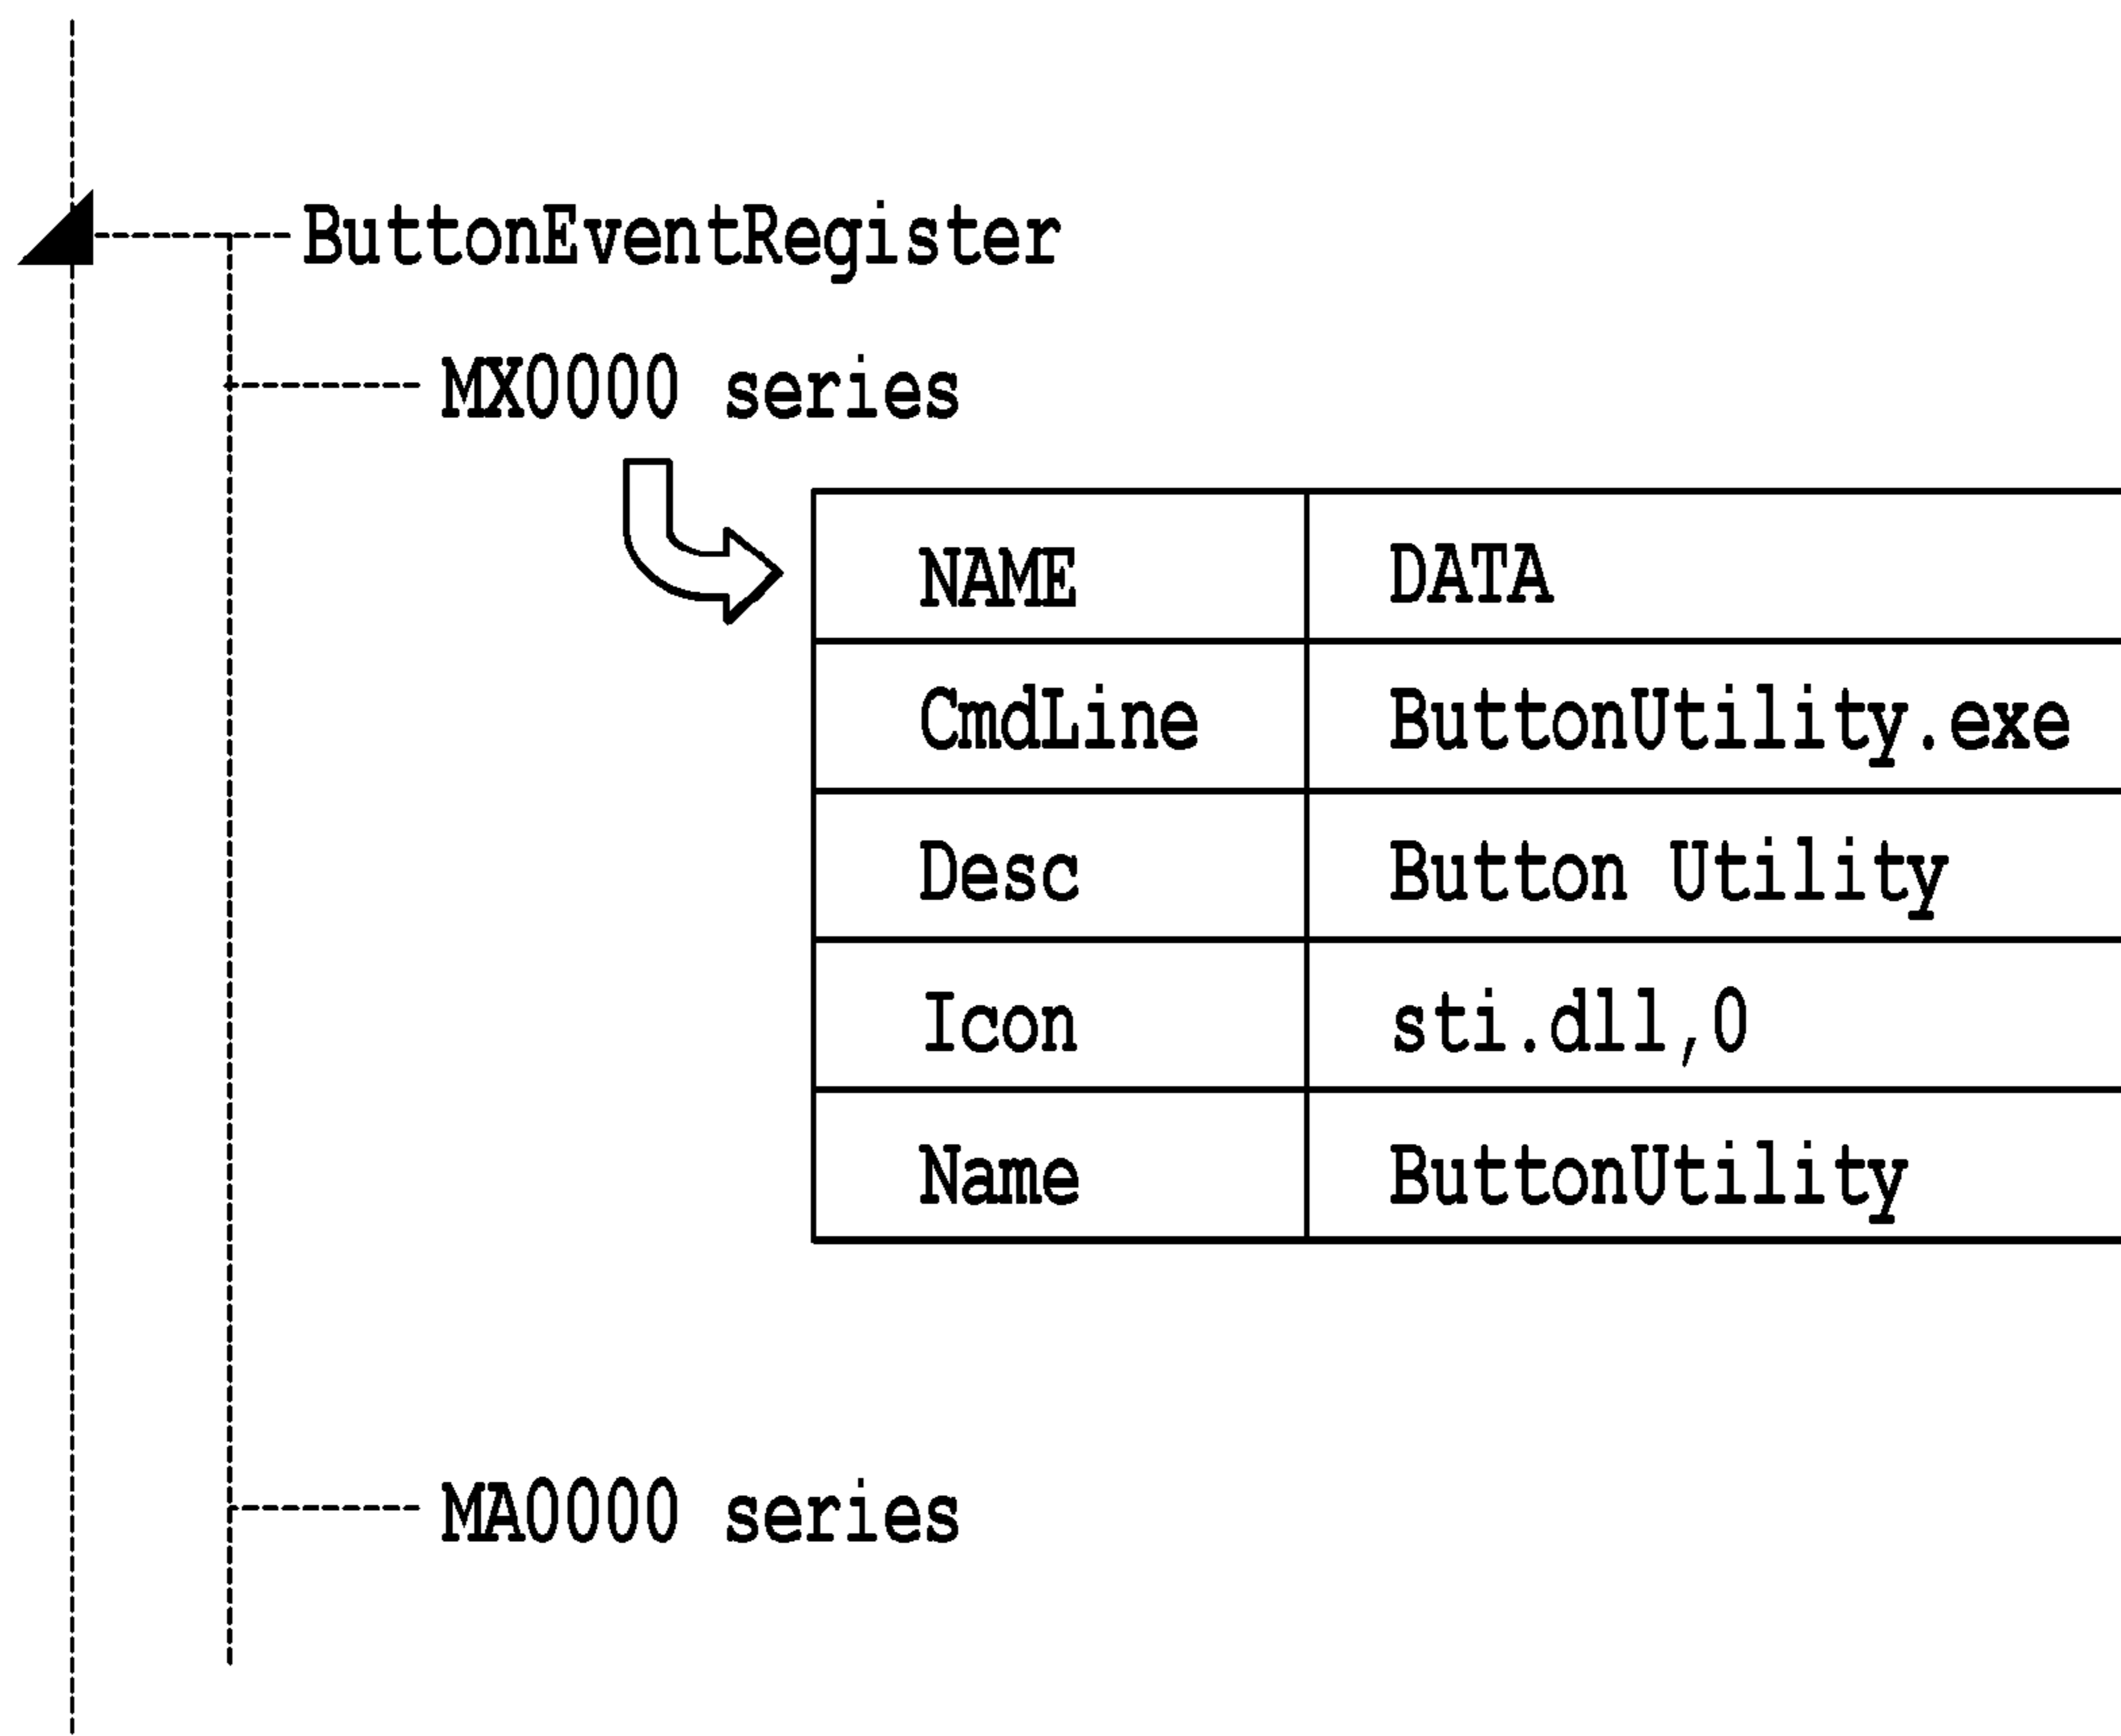 ButtonEventRegister
MX0000 series
NAME DATA
CmdLine ButtonUtility.exe
Desc Button Utility
Icon sti.dll,0
Name ButtonUtility
MA0000 series